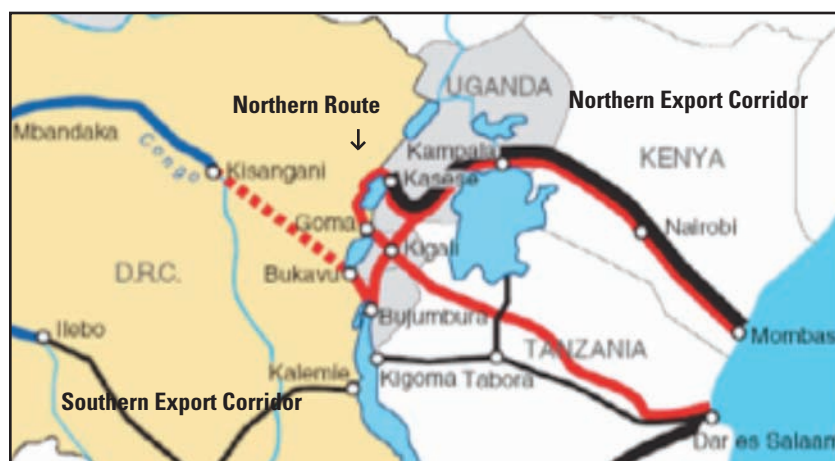 UGANDA
Northern Route
Northern Export Corridor
↓
Mbandaka
Congo
Kisangani
Kampala
Kasese
KENYA
Goma
Kigali
Nairobi
D.R.C.
Bukavu
Bujumbura
Ilebo
Mombas
TANZANIA
Kalemie
Kigoma
Tabora
Southern Export Corridor
Dar es Salaam